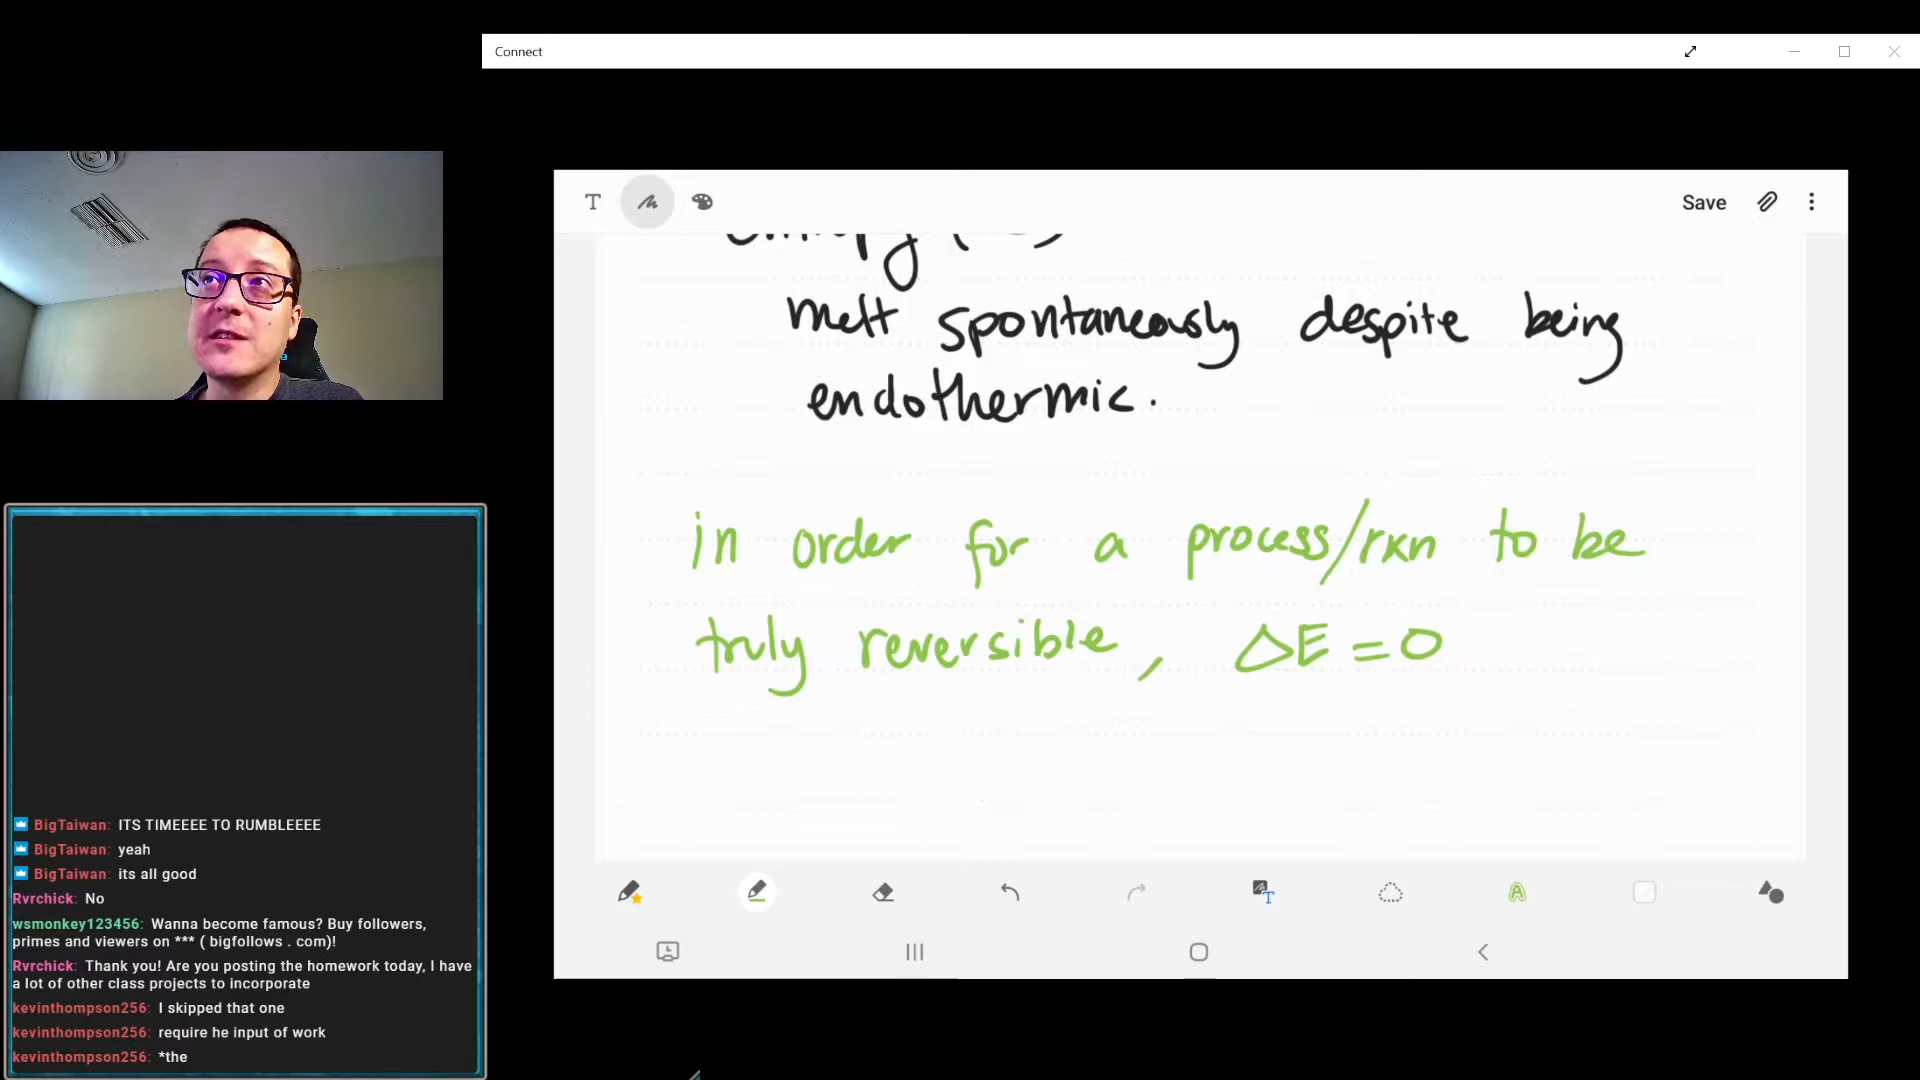 Connect
Save
melt spontaneously despite being
endothermic.
in order for a process/rxn to be
truly reversible, ΔE = 0
BigTaiwan: ITS TIMEEEE TO RUMBLEEEE
BigTaiwan: yeah
BigTaiwan: its all good
Rvrchick: No
wsmonkey123456: Wanna become famous? Buy followers,
primes and viewers on *** ( bigfollows . com)!
Rvrchick: Thank you! Are you posting the homework today, I have
a lot of other class projects to incorporate
kevinthompson256: I skipped that one
kevinthompson256: require he input of work
kevinthompson256: *the